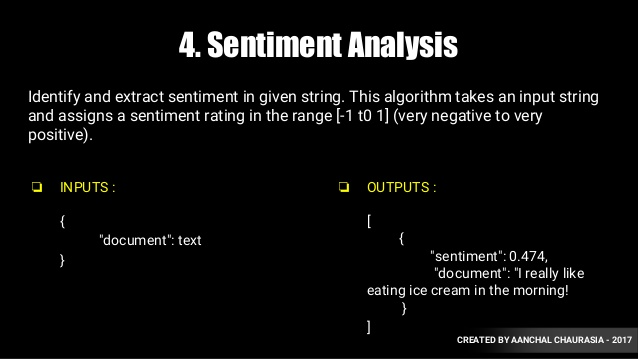 4. Sentiment Analysis
Identify and extract sentiment in given string. This algorithm takes an input string
and assigns a sentiment rating in the range [-1 t0 1] (very negative to very
positive).
❏ INPUTS :
{
"document": text
}
❏ OUTPUTS :
[
{
"sentiment": 0.474,
"document": "I really like
eating ice cream in the morning!
}
]
CREATED BY AANCHAL CHAURASIA - 2017